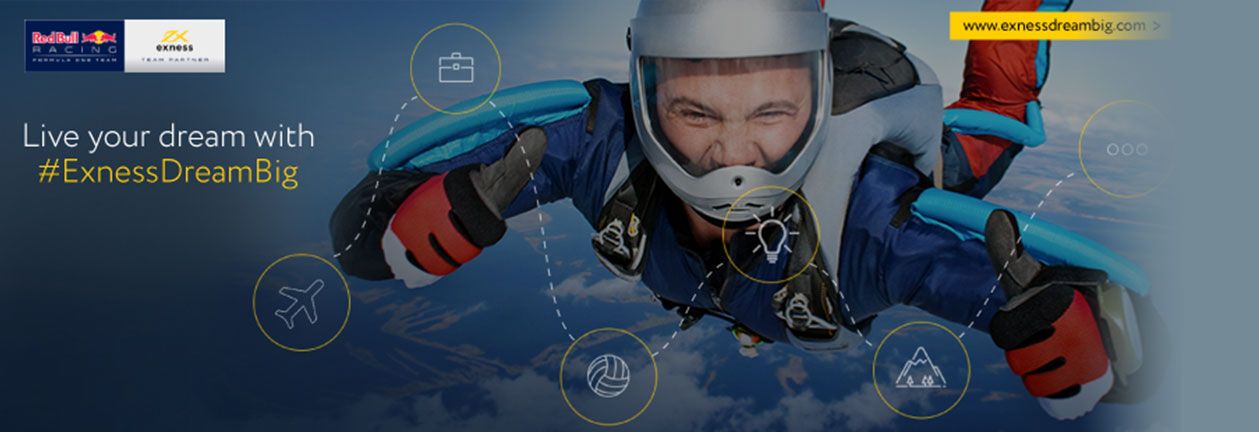 Red Bull
RACING
FORMULA ONE TEAM
exness
TEAM PARTNER
www.exnessdreambig.com >
Live your dream with
#ExnessDreamBig